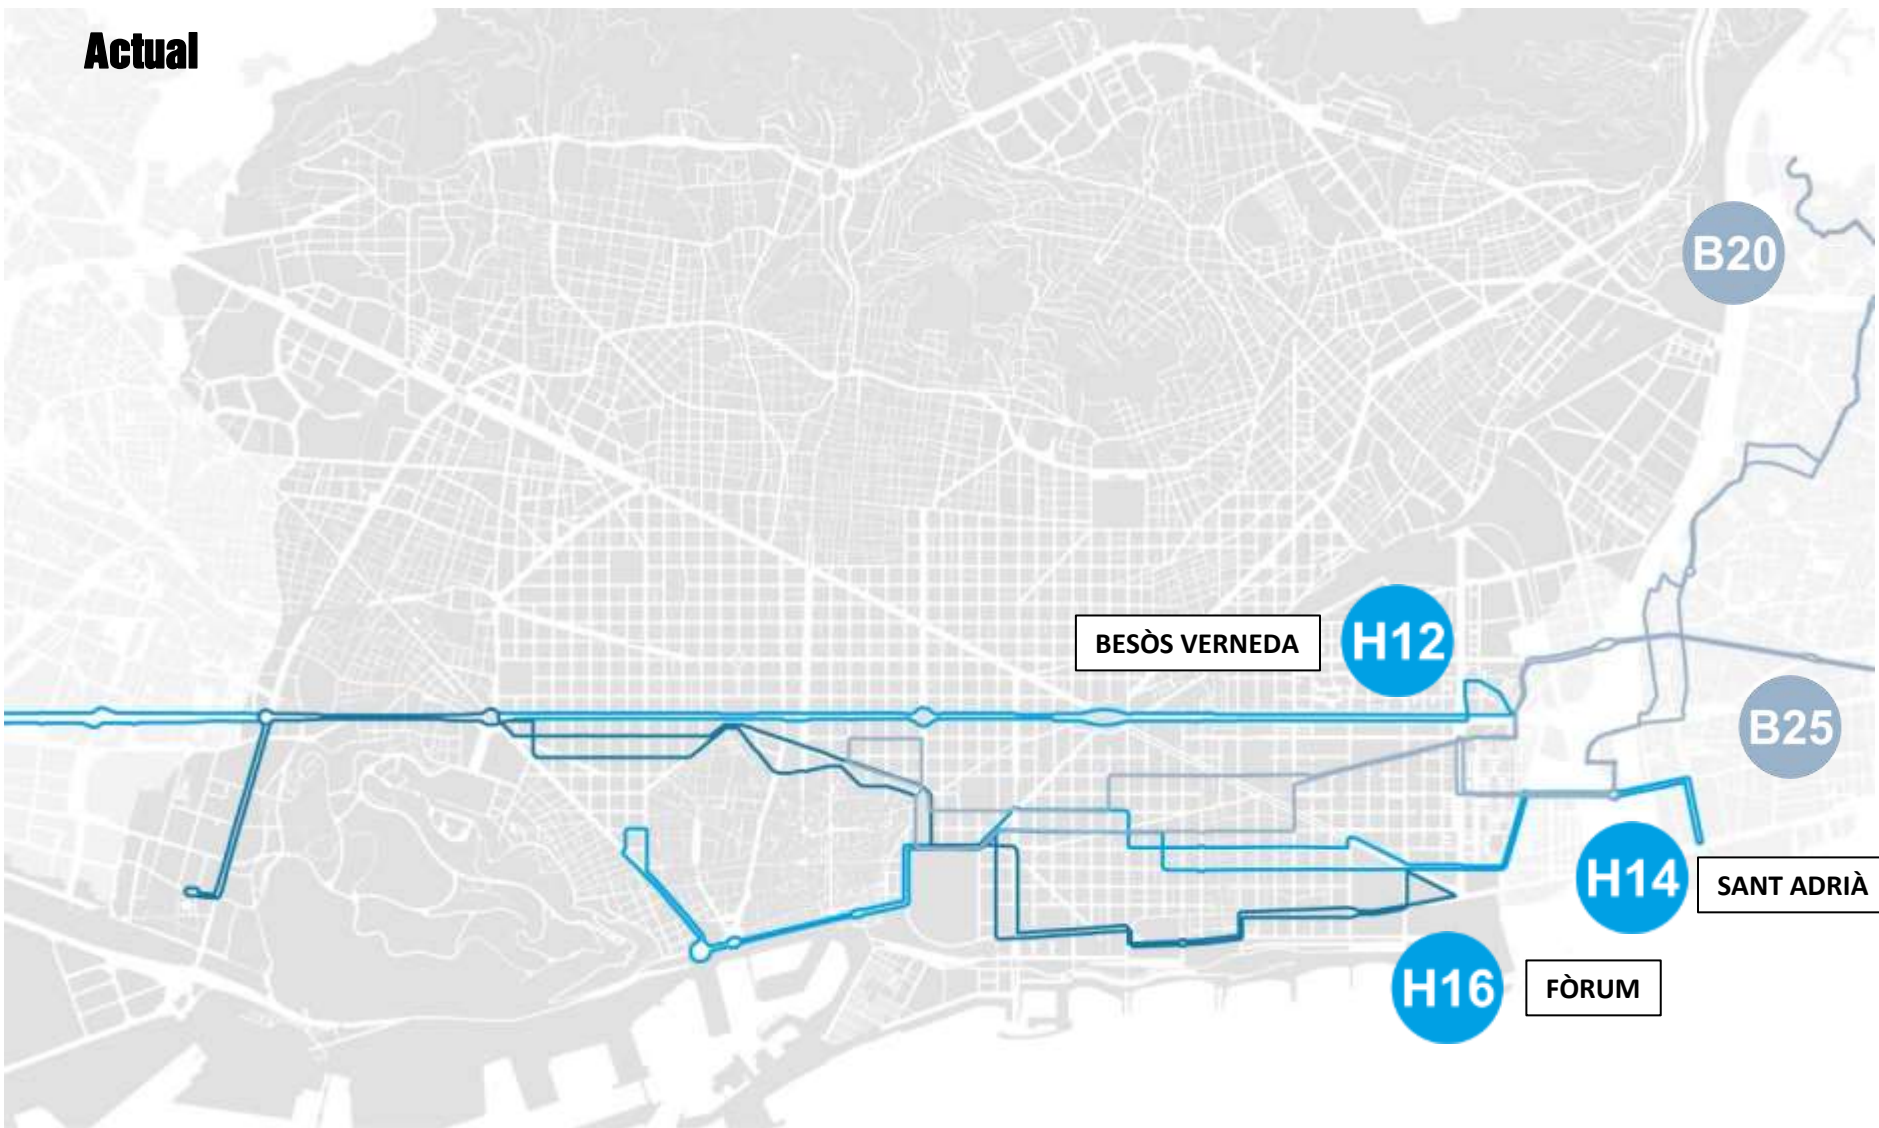 Actual
B20
BESÒS VERNEDA
H12
B25
H14
SANT ADRIÀ
H16
FÒRUM